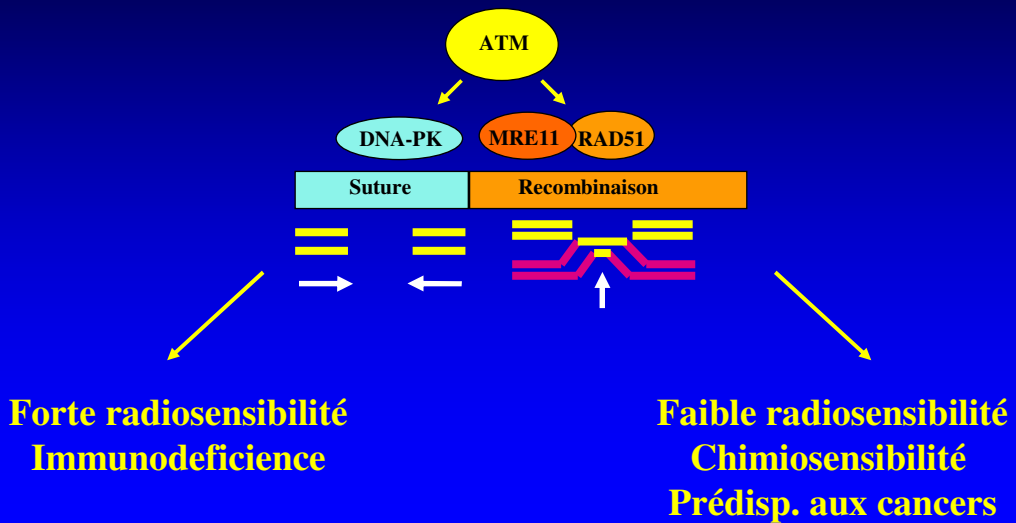 ATM
DNA-PK
MRE11
RAD51
Suture
Recombinaison
Forte radiosensibilité
Immunodeficience
Faible radiosensibilité
Chimiosensibilité
Prédisp. aux cancers